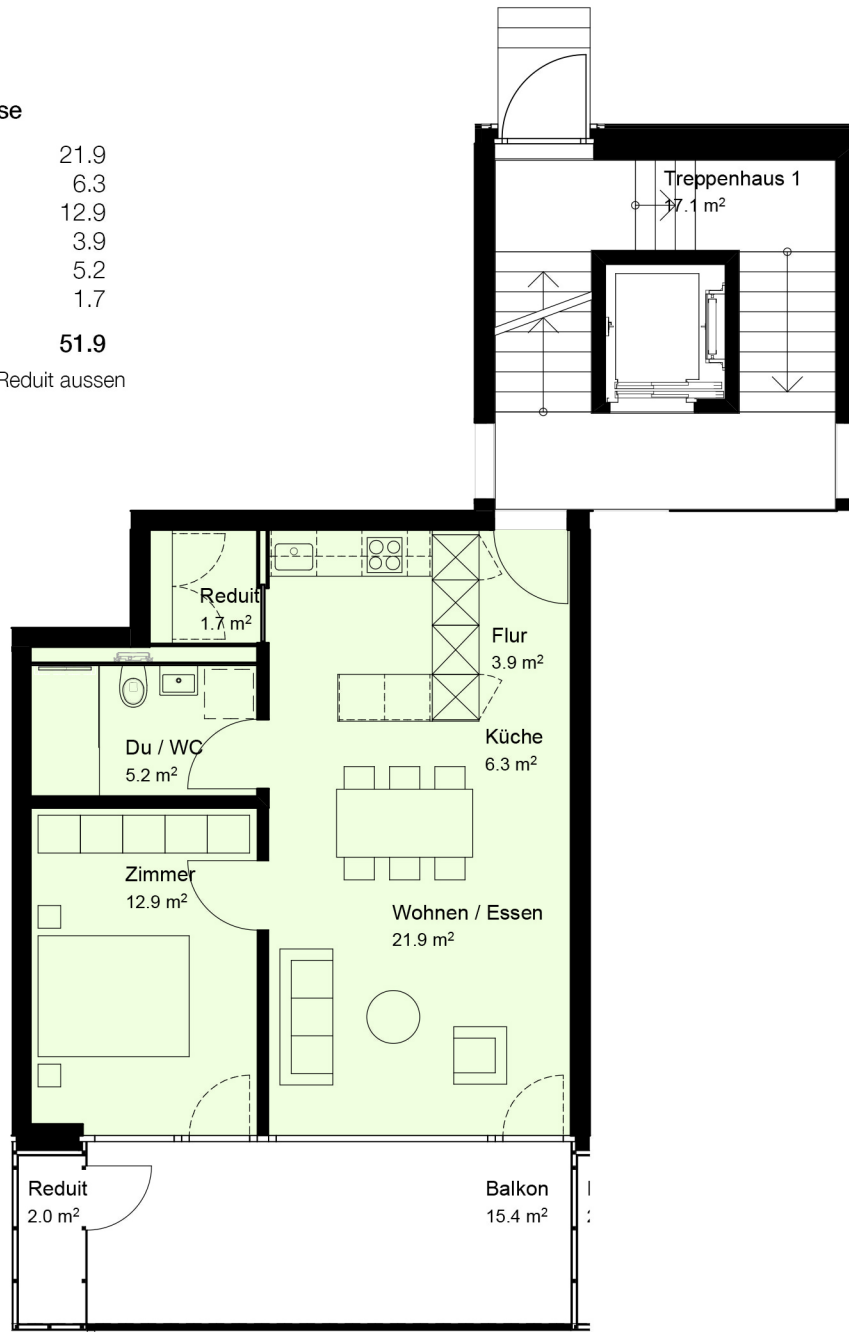 se
21.9
6.3
12.9
3.9
5.2
1.7
51.9
Reduit aussen
Treppenhaus 1
17.1 m²
Reduit
1.7 m²
Flur
3.9 m²
Du / WC
5.2 m²
Küche
6.3 m²
Zimmer
12.9 m²
Wohnen / Essen
21.9 m²
Reduit
2.0 m²
Balkon
15.4 m²